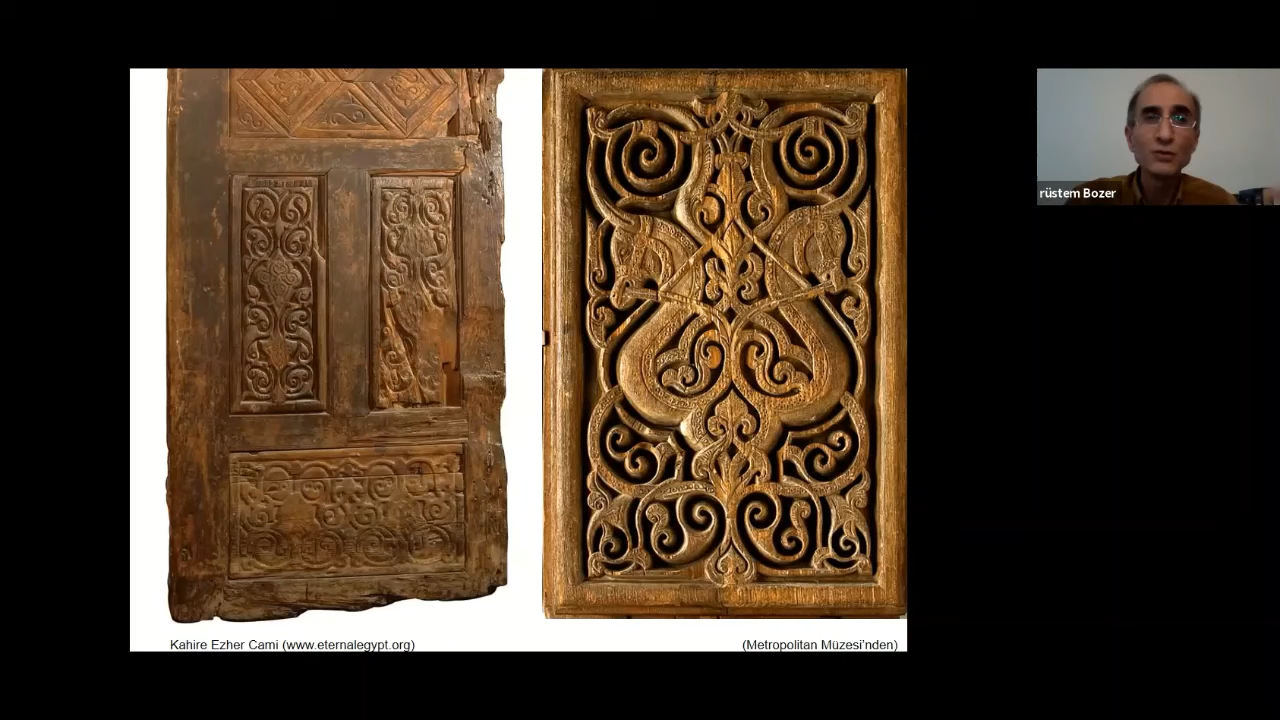 rüstem Bozer
Kahire Ezher Cami (www.eternalegypt.org)
(Metropolitan Müzesi'nden)